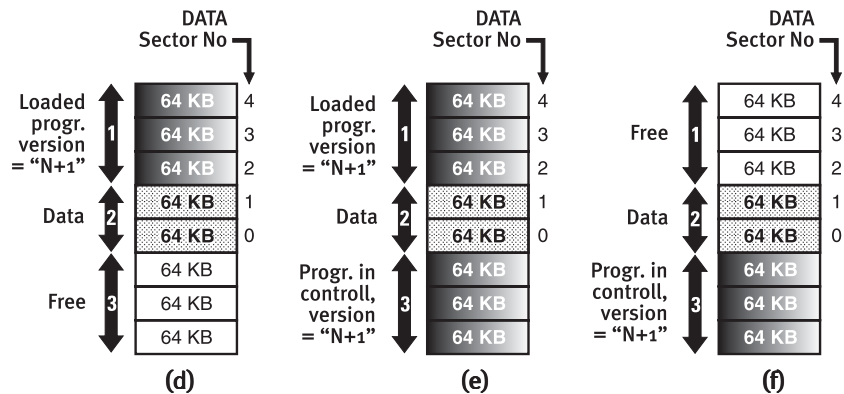 DATA
Sector No
Loaded
progr.
version
= “N+1”
1
64 KB 4
64 KB 3
64 KB 2
Data
2
64 KB 1
64 KB 0
Free
3
64 KB
64 KB
64 KB
(d)
DATA
Sector No
Loaded
progr.
version
= “N+1”
1
64 KB 4
64 KB 3
64 KB 2
Data
2
64 KB 1
64 KB 0
Progr. in
controll,
version
= “N+1”
3
64 KB
64 KB
64 KB
(e)
DATA
Sector No
Free
1
64 KB 4
64 KB 3
64 KB 2
Data
2
64 KB 1
64 KB 0
Progr. in
controll,
version
= “N+1”
3
64 KB
64 KB
64 KB
(f)